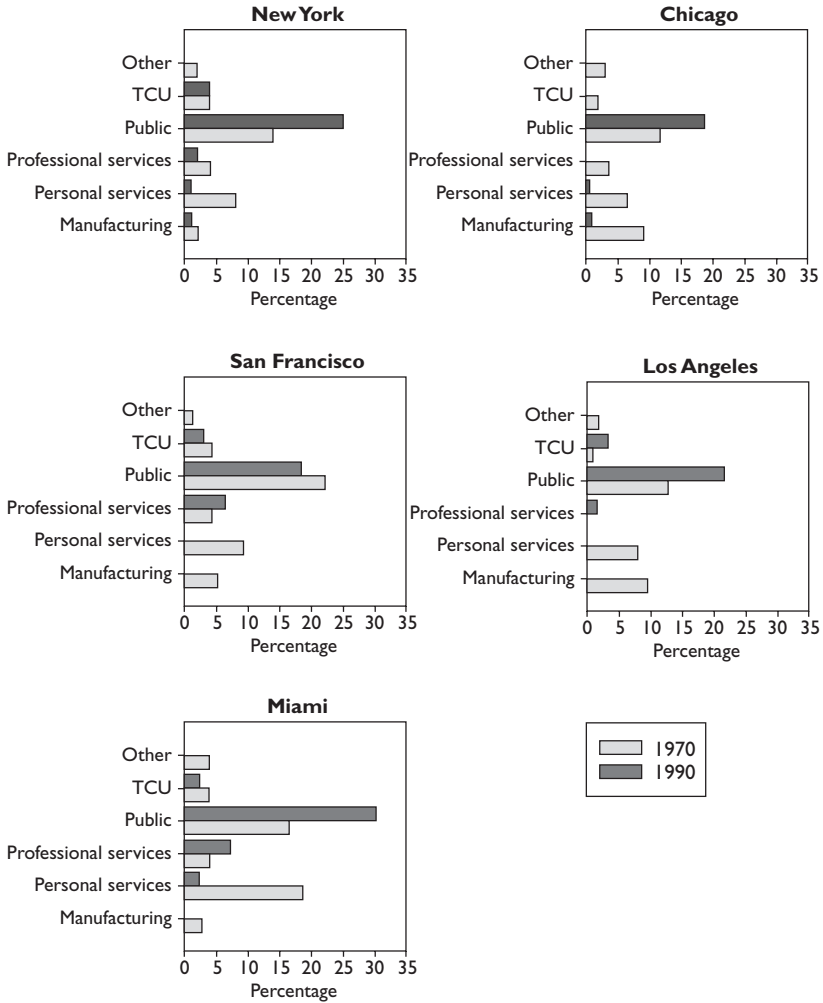 New York
Other
TCU
Public
Professional services
Personal services
Manufacturing
0 5 10 15 20 25 30 35
Percentage
Chicago
Other
TCU
Public
Professional services
Personal services
Manufacturing
0 5 10 15 20 25 30 35
Percentage
San Francisco
Other
TCU
Public
Professional services
Personal services
Manufacturing
0 5 10 15 20 25 30 35
Percentage
Los Angeles
Other
TCU
Public
Professional services
Personal services
Manufacturing
0 5 10 15 20 25 30 35
Percentage
Miami
Other
TCU
Public
Professional services
Personal services
Manufacturing
0 5 10 15 20 25 30 35
Percentage
1970
1990